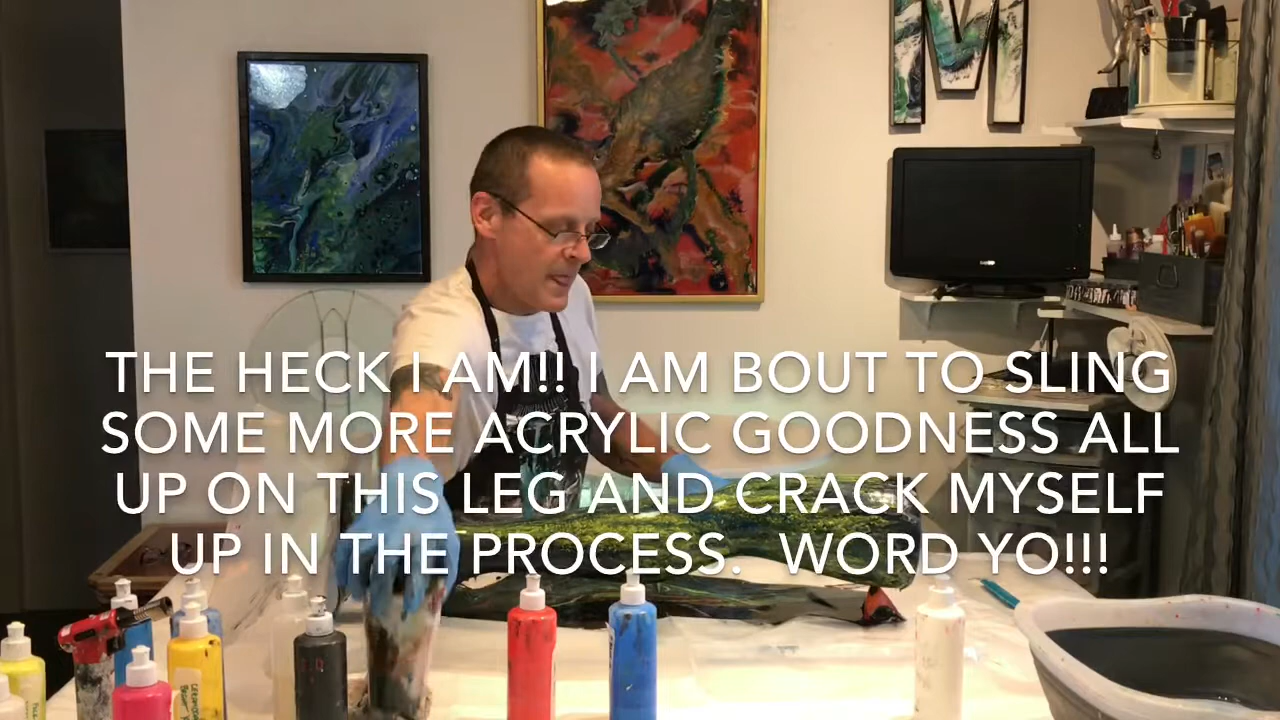 M
THE HECK I AM!! I AM BOUT TO SLING
SOME MORE ACRYLIC GOODNESS ALL
UP ON THIS LEG AND CRACK MYSELF
UP IN THE PROCESS.  WORD YO!!!